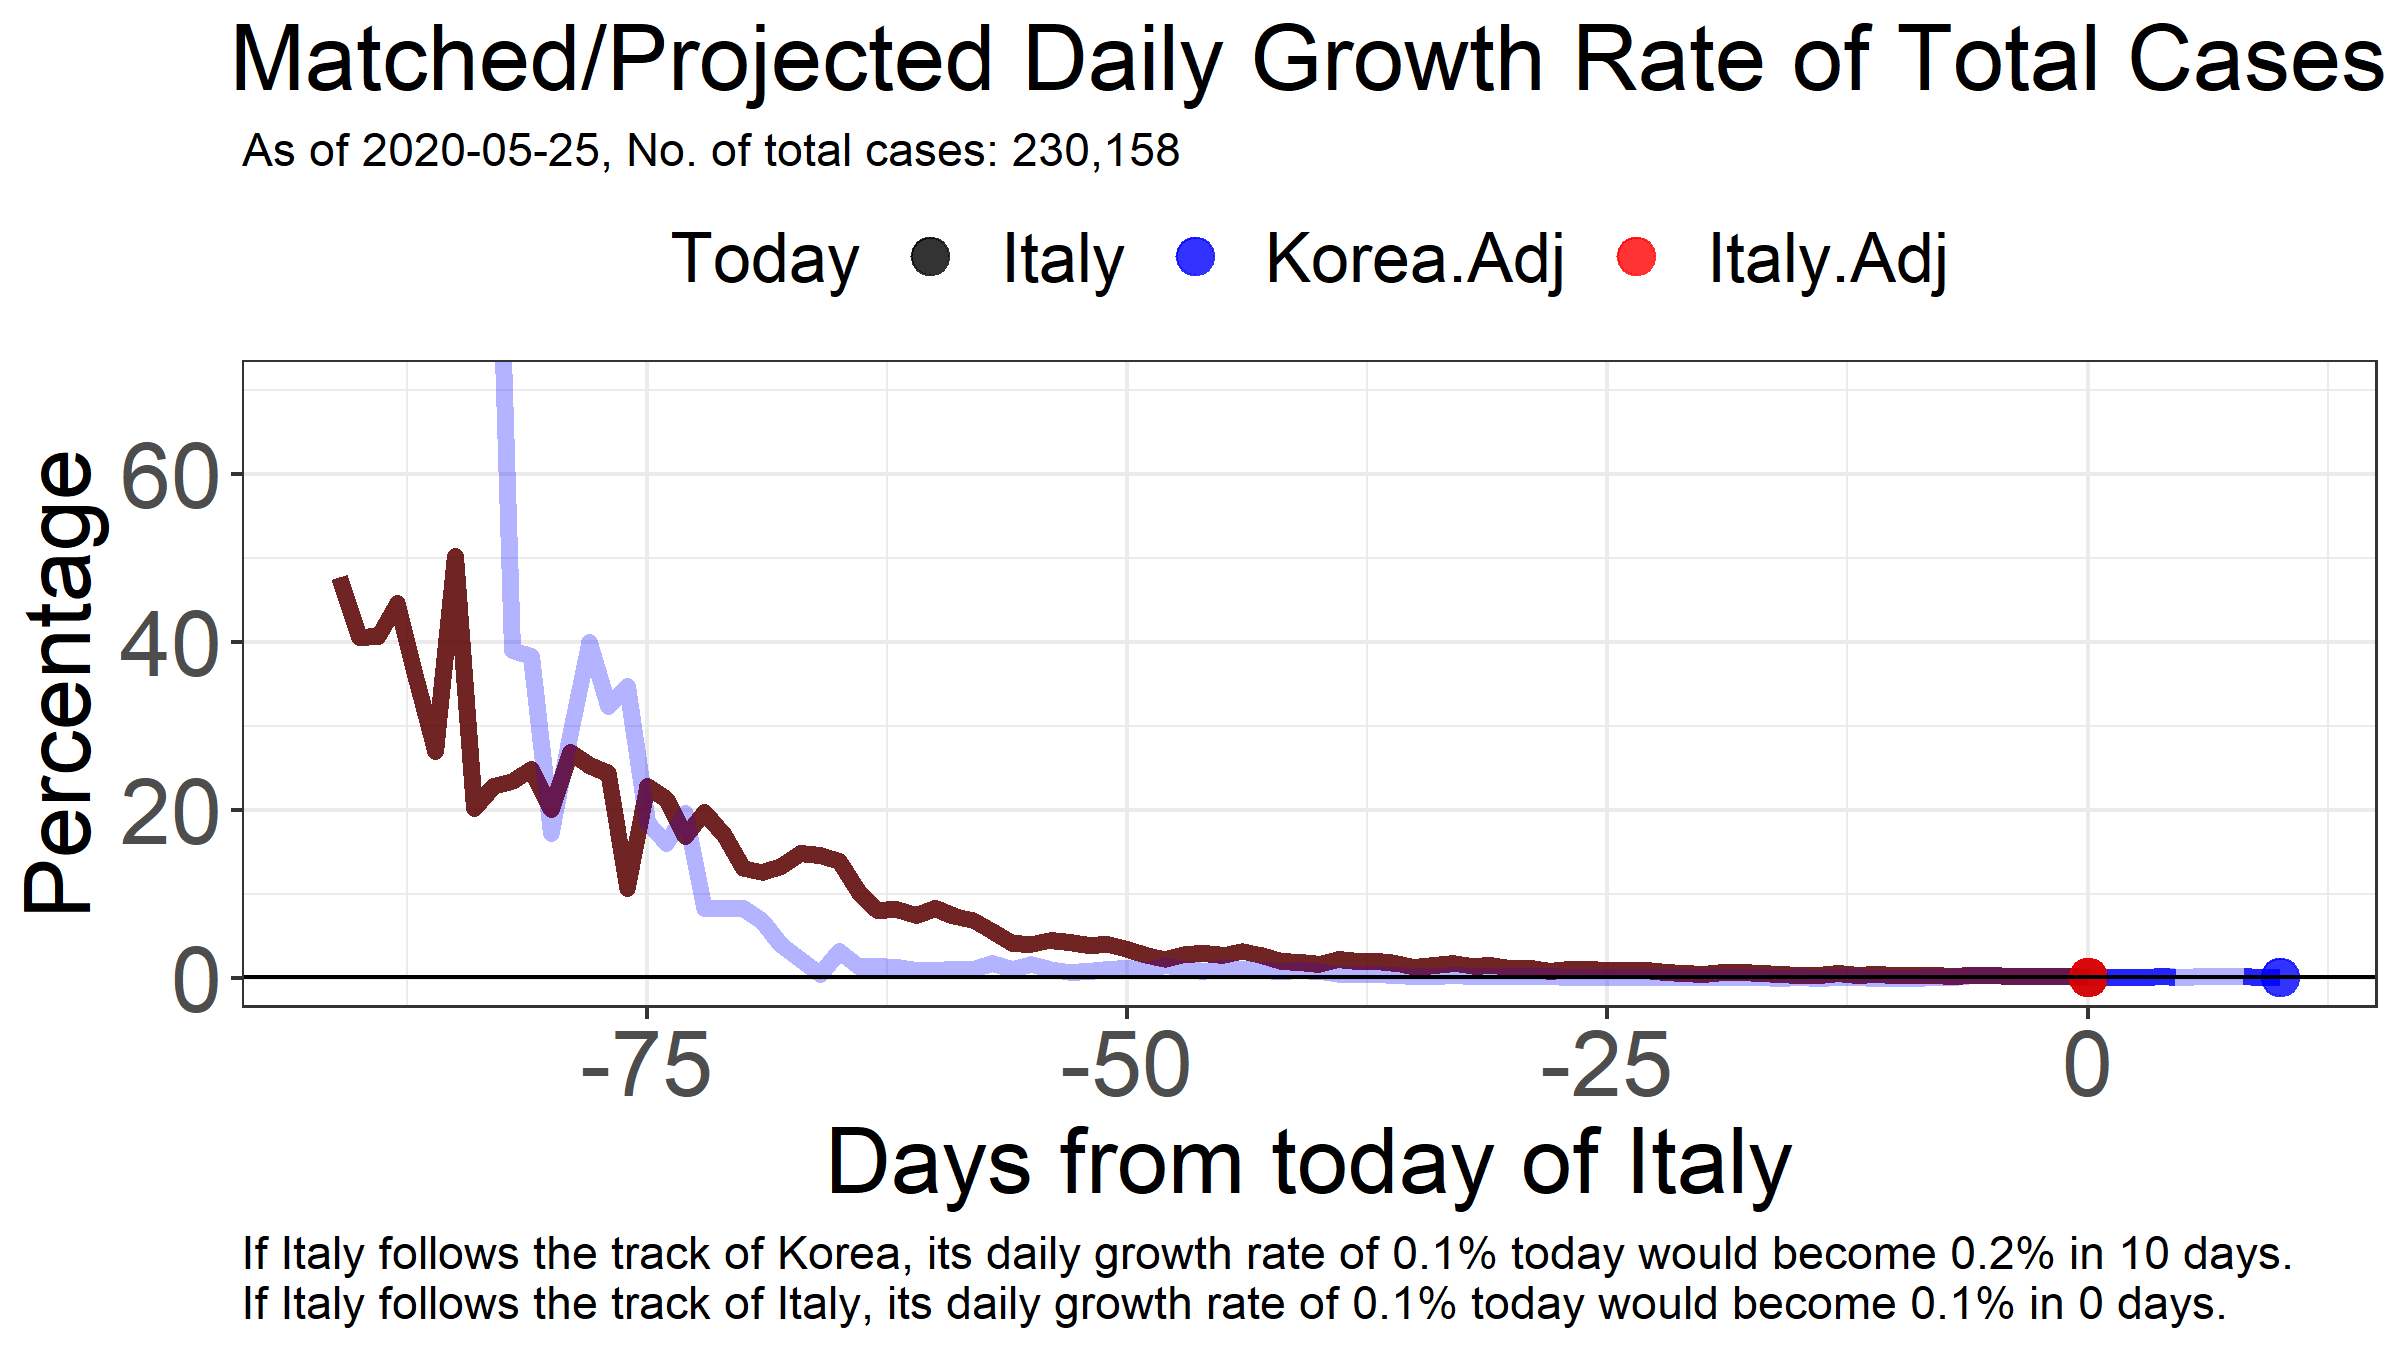 Matched/Projected Daily Growth Rate of Total Cases
As of 2020-05-25, No. of total cases: 230,158
Today Italy Korea.Adj Italy.Adj
Percentage
60
40
20
0
-75 -50 -25 0
Days from today of Italy
If Italy follows the track of Korea, its daily growth rate of 0.1% today would become 0.2% in 10 days.
If Italy follows the track of Italy, its daily growth rate of 0.1% today would become 0.1% in 0 days.